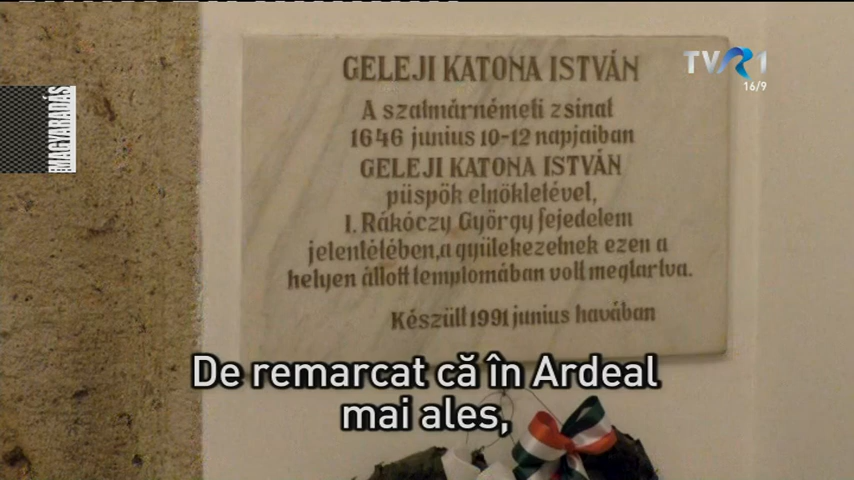 TVR1
16/9
MAGYARADÁS
GELEJI KATONA ISTVÁN
A szatmárnémeti zsinat
1646 junius 10-12 napjaiban
GELEJI KATONA ISTVÁN
püspök elnökletével,
I. Rákóczy György fejedelem
jelentétében, a gyülekezetnek ezen a
helyen állott templomában volt megtartva.
Készült 1991 junius havában
De remarcat că în Ardeal
mai ales,